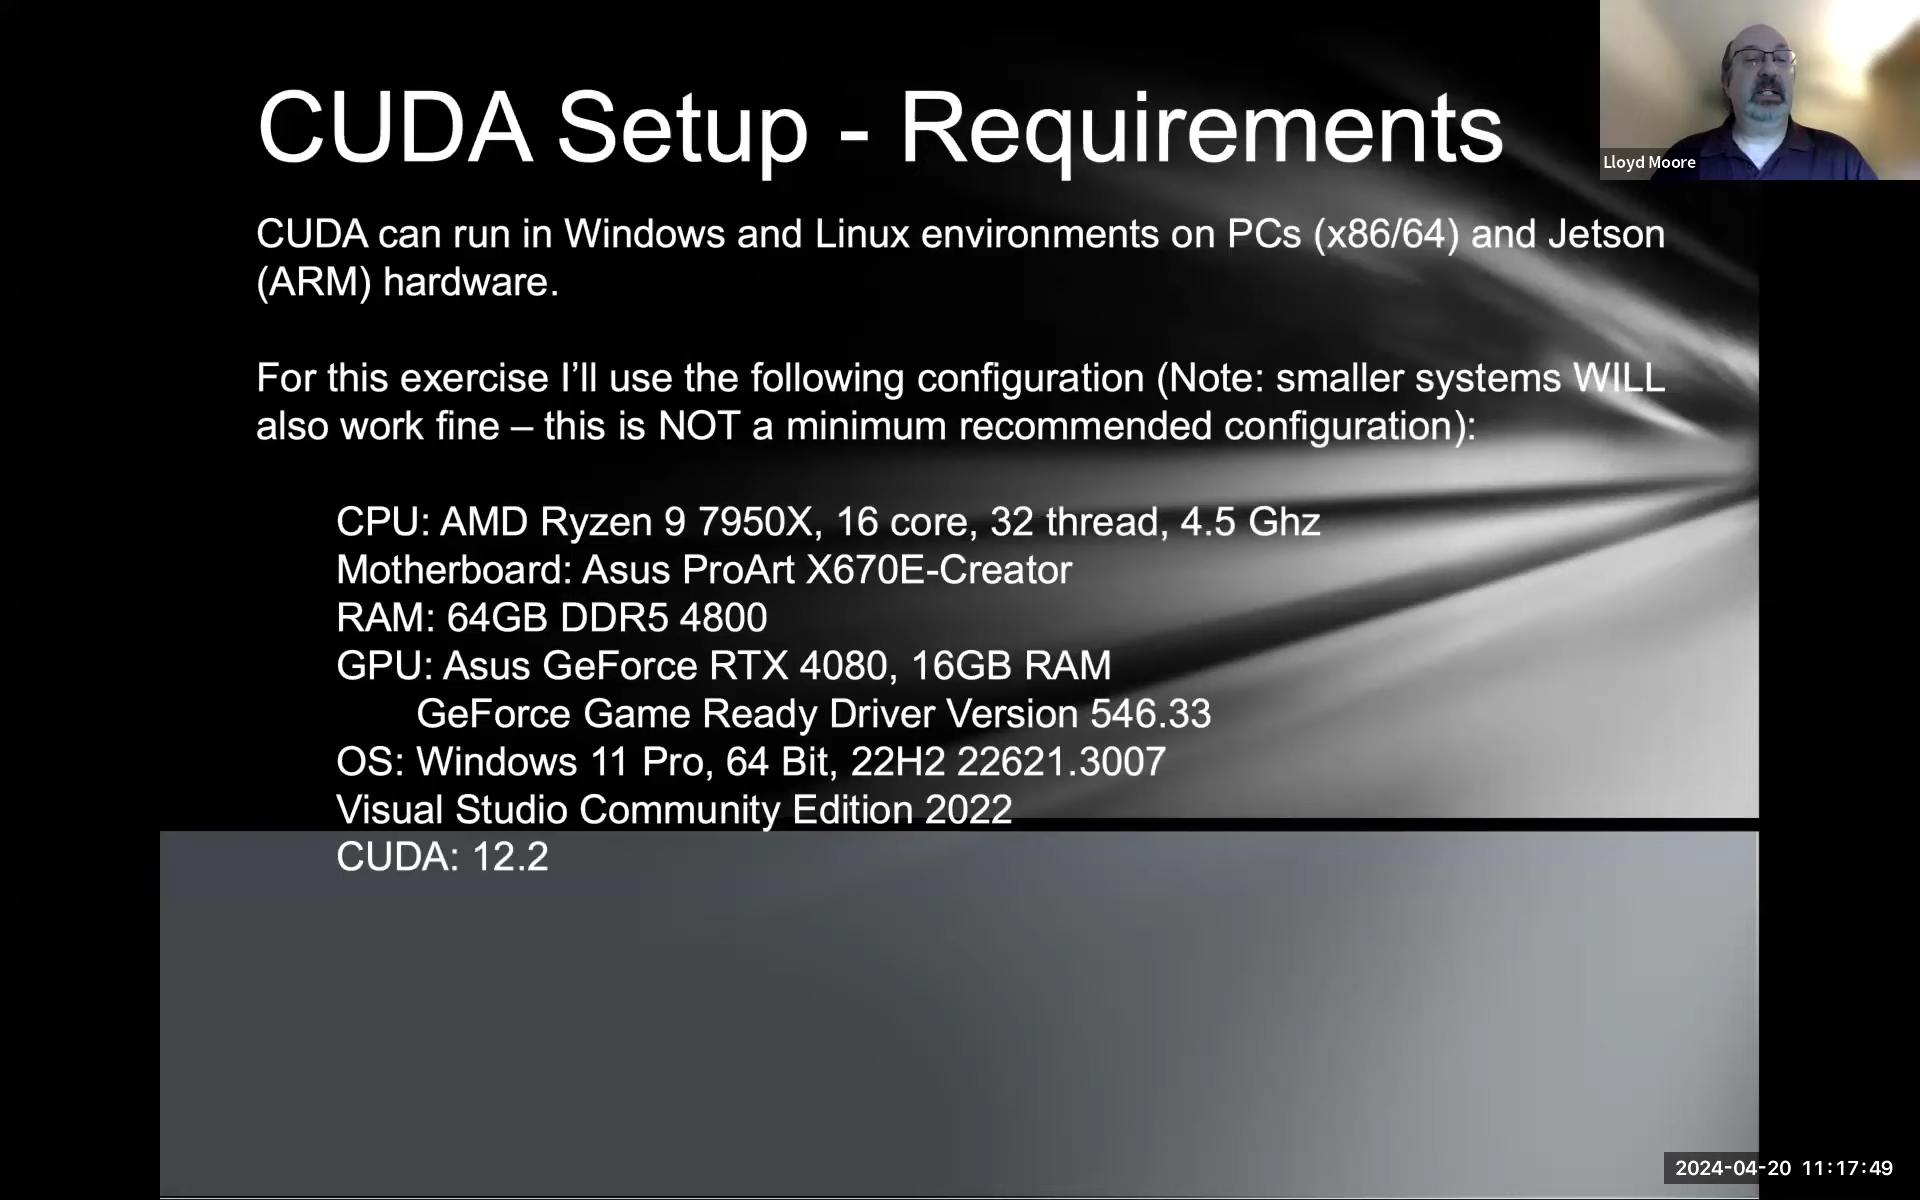 CUDA Setup - Requirements
Lloyd Moore
CUDA can run in Windows and Linux environments on PCs (x86/64) and Jetson
(ARM) hardware.
For this exercise I’ll use the following configuration (Note: smaller systems WILL
also work fine – this is NOT a minimum recommended configuration):
CPU: AMD Ryzen 9 7950X, 16 core, 32 thread, 4.5 Ghz
Motherboard: Asus ProArt X670E-Creator
RAM: 64GB DDR5 4800
GPU: Asus GeForce RTX 4080, 16GB RAM
GeForce Game Ready Driver Version 546.33
OS: Windows 11 Pro, 64 Bit, 22H2 22621.3007
Visual Studio Community Edition 2022
CUDA: 12.2
2024-04-20 11:17:49